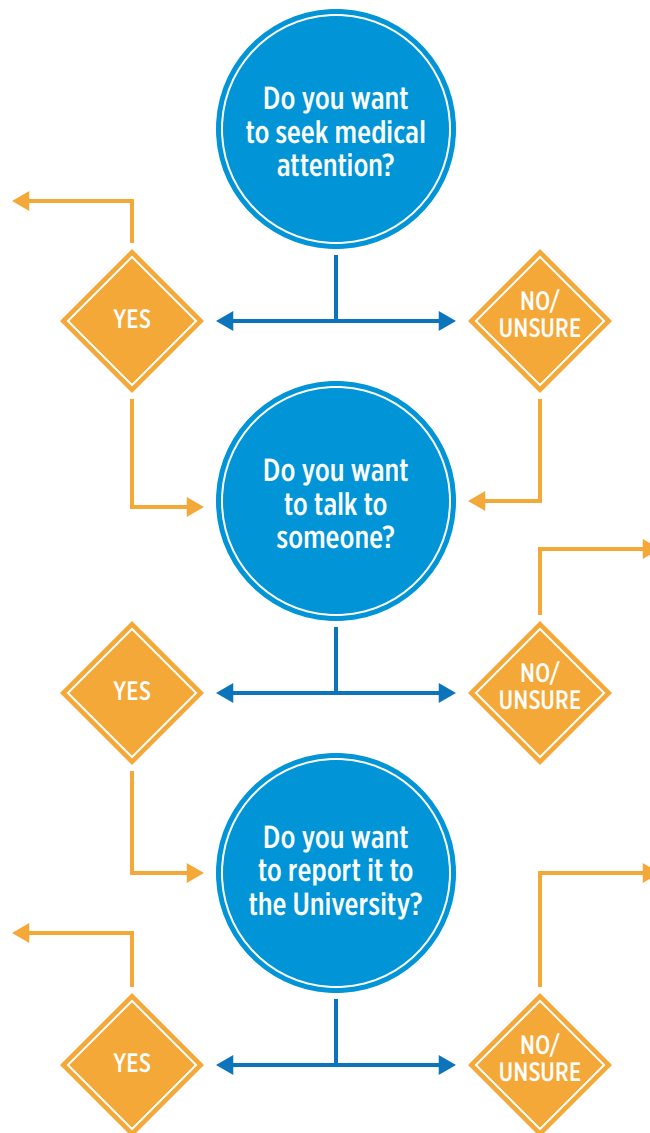 Do you want
to seek medical
attention?
YES
NO/
UNSURE
Do you want
to talk to
someone?
YES
NO/
UNSURE
Do you want
to report it to
the University?
YES
NO/
UNSURE